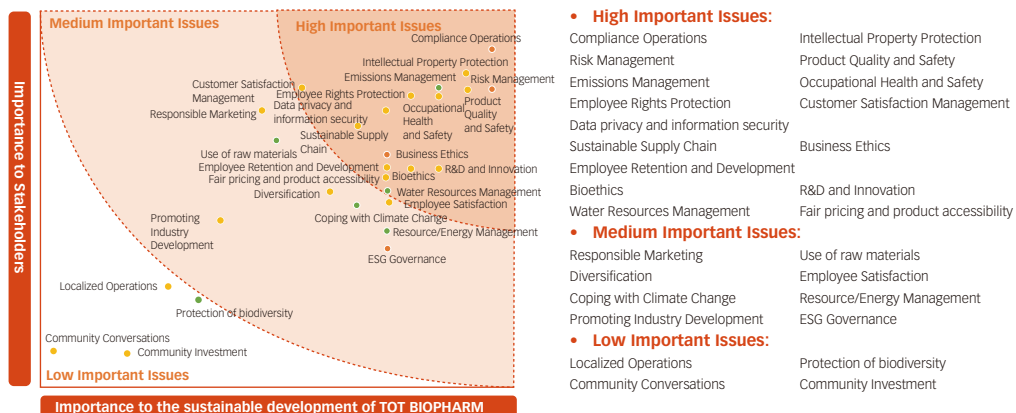 Medium Important Issues
High Important Issues
Compliance Operations
Intellectual Property Protection
Emissions Management
Risk Management
Customer Satisfaction
Management
Employee Rights Protection
Responsible Marketing
Data privacy and
information security
Occupational
Health
and Safety
Product
Quality
and Safety
Sustainable Supply
Chain
Use of raw materials
Business Ethics
Employee Retention and Development
R&D and Innovation
Fair pricing and product accessibility
Bioethics
Diversification
Water Resources Management
Employee Satisfaction
Promoting
Industry
Development
Coping with Climate Change
Resource/Energy Management
ESG Governance
Localized Operations
Protection of biodiversity
Community Conversations
Community Investment
Low Important Issues
Importance to Stakeholders
Importance to the sustainable development of TOT BIOPHARM
• High Important Issues:
Compliance Operations Intellectual Property Protection
Risk Management Product Quality and Safety
Emissions Management Occupational Health and Safety
Employee Rights Protection Customer Satisfaction Management
Data privacy and information security
Sustainable Supply Chain Business Ethics
Employee Retention and Development
Bioethics R&D and Innovation
Water Resources Management Fair pricing and product accessibility
• Medium Important Issues:
Responsible Marketing Use of raw materials
Diversification Employee Satisfaction
Coping with Climate Change Resource/Energy Management
Promoting Industry Development ESG Governance
• Low Important Issues:
Localized Operations Protection of biodiversity
Community Conversations Community Investment